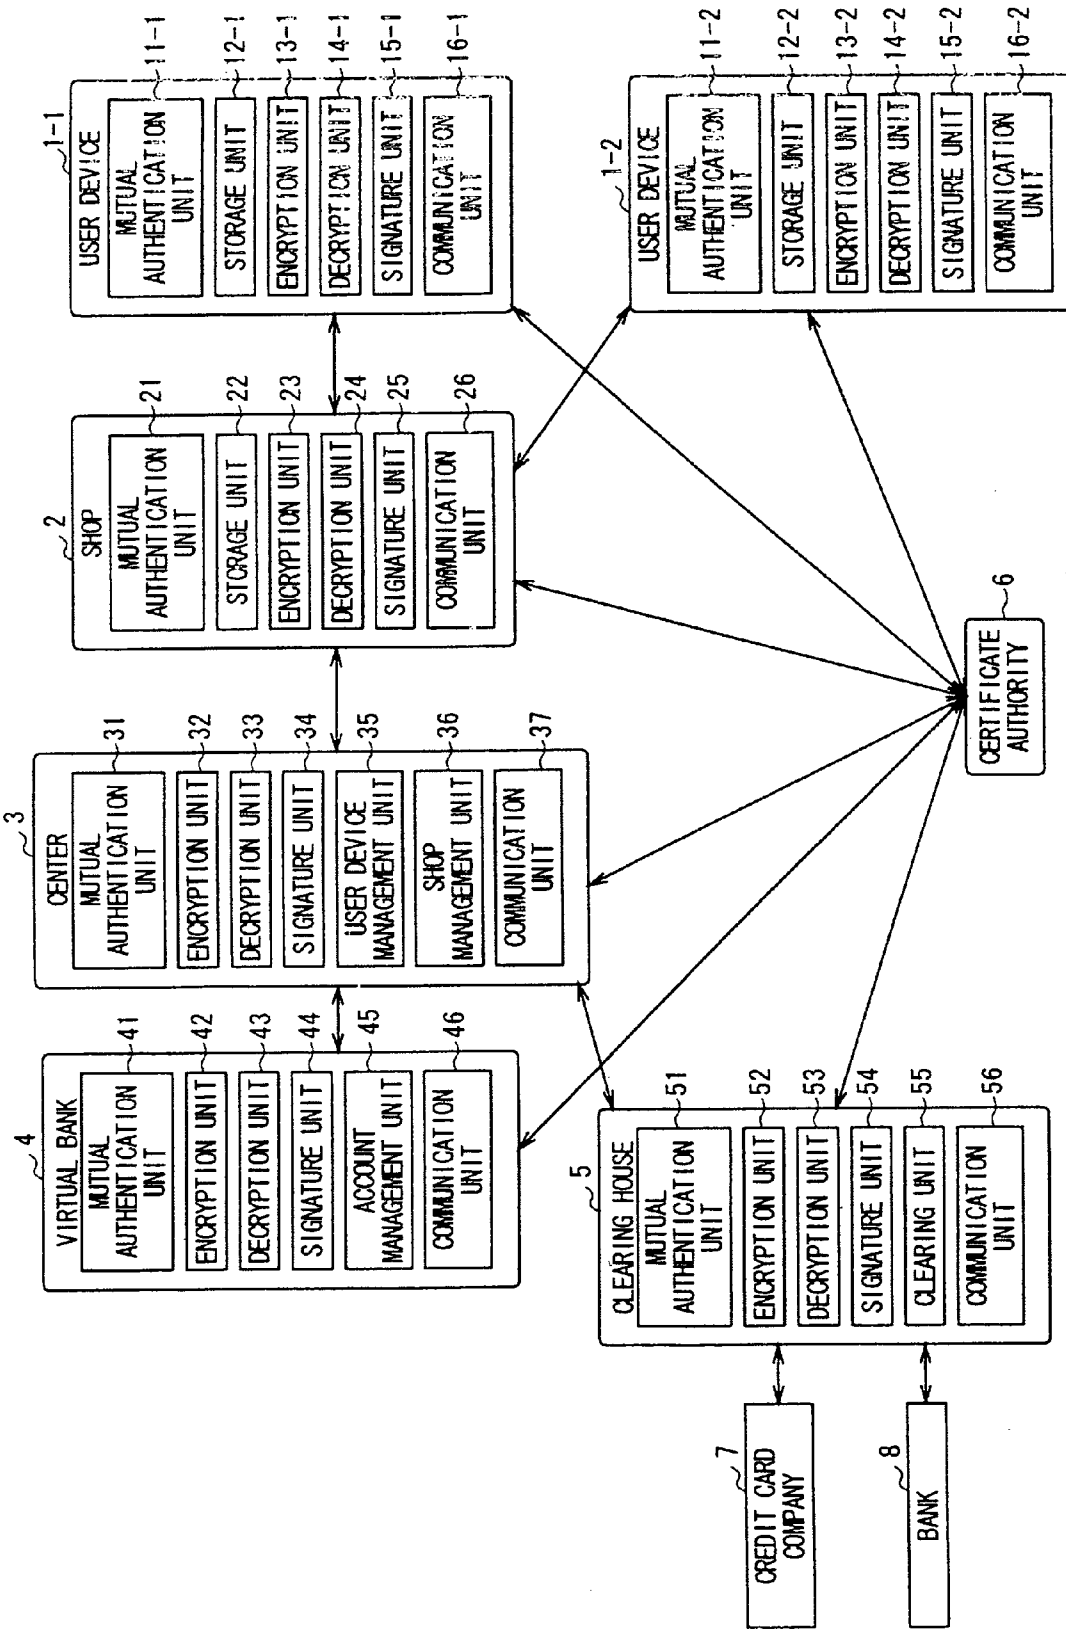 4
VIRTUAL BANK
MUTUAL
AUTHENTICATION
UNIT
41
ENCRYPTION UNIT
42
DECRYPTION UNIT
43
SIGNATURE UNIT
44
ACCOUNT
MANAGEMENT UNIT
45
COMMUNICATION
UNIT
46
3
CENTER
MUTUAL
AUTHENTICATION
UNIT
31
ENCRYPTION UNIT
32
DECRYPTION UNIT
33
SIGNATURE UNIT
34
USER DEVICE
MANAGEMENT UNIT
35
SHOP
MANAGEMENT UNIT
36
COMMUNICATION
UNIT
37
2
SHOP
MUTUAL
AUTHENTICATION
UNIT
21
STORAGE UNIT
22
ENCRYPTION UNIT
23
DECRYPTION UNIT
24
SIGNATURE UNIT
25
COMMUNICATION
UNIT
26
1-1
USER DEVICE
MUTUAL
AUTHENTICATION
UNIT
11-1
STORAGE UNIT
12-1
ENCRYPTION UNIT
13-1
DECRYPTION UNIT
14-1
SIGNATURE UNIT
15-1
COMMUNICATION
UNIT
16-1
7
CREDIT CARD
COMPANY
8
BANK
5
CLEARING HOUSE
MUTUAL
AUTHENTICATION
UNIT
51
ENCRYPTION UNIT
52
DECRYPTION UNIT
53
SIGNATURE UNIT
54
CLEARING UNIT
55
COMMUNICATION
UNIT
56
CERTIFICATE
AUTHORITY
6
1-2
USER DEVICE
MUTUAL
AUTHENTICATION
UNIT
11-2
STORAGE UNIT
12-2
ENCRYPTION UNIT
13-2
DECRYPTION UNIT
14-2
SIGNATURE UNIT
15-2
COMMUNICATION
UNIT
16-2